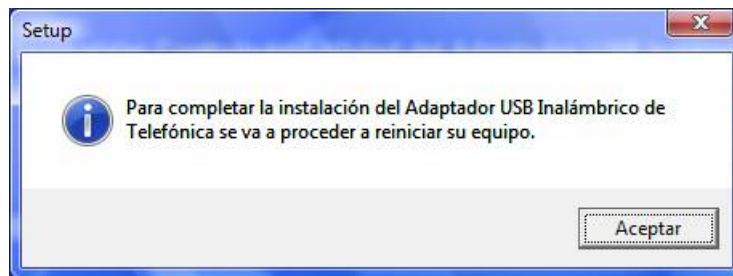 Setup
Para completar la instalación del Adaptador USB Inalámbrico de
Telefónica se va a proceder a reiniciar su equipo.
Aceptar